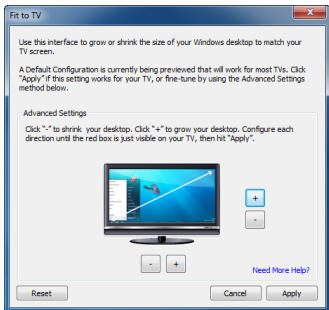 Fit to TV
Use this interface to grow or shrink the size of your Windows desktop to match your
TV screen.
A Default Configuration is currently being previewed that will work for most TVs. Click
"Apply" if this setting works for your TV, or fine-tune by using the Advanced Settings
method below.
Advanced Settings
Click "-" to shrink your desktop. Click "+" to grow your desktop. Configure each
direction until the red box is just visible on your TV, then hit "Apply".
+
-
- +
Need More Help?
Reset Cancel Apply